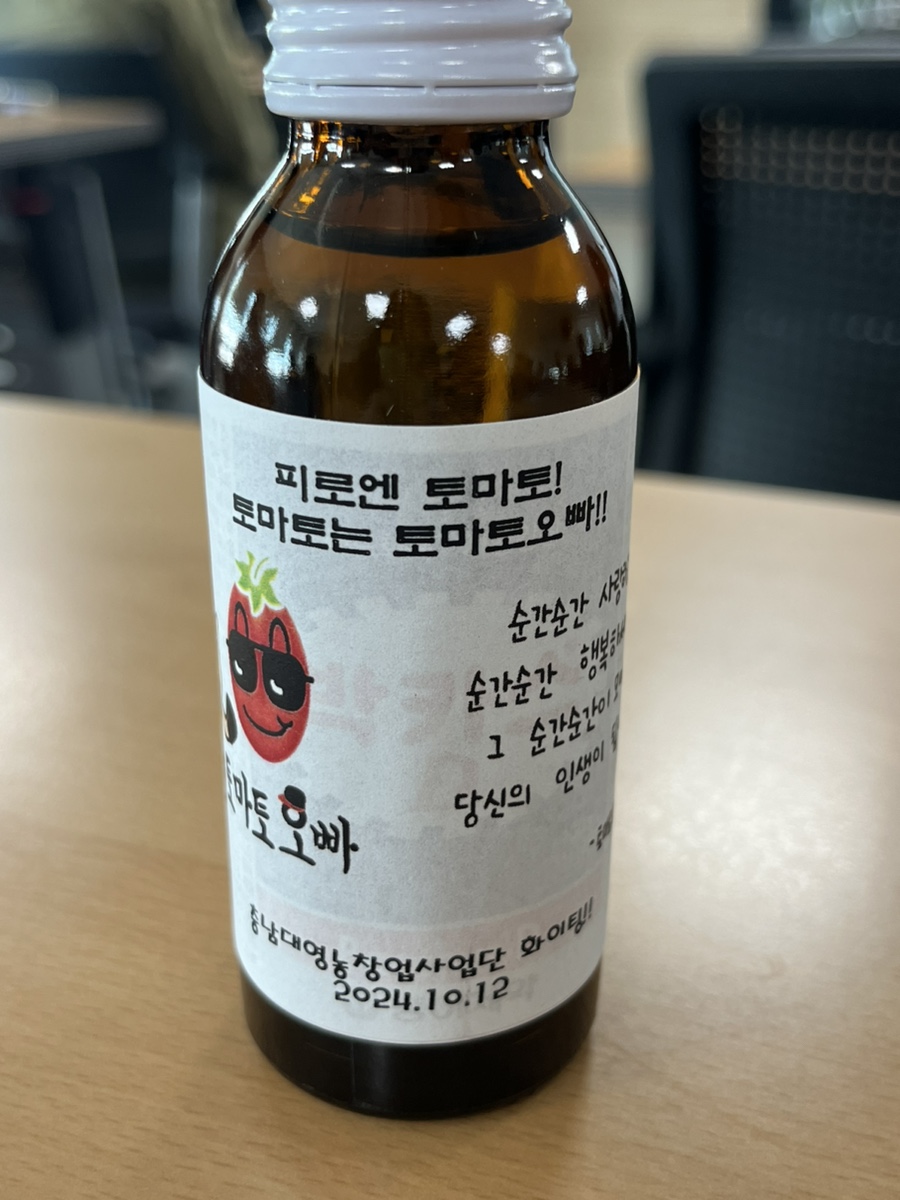 피로엔 토마토!
토마토는 토마토오빠!!
순간순간
순간순간
그 순간순간이
당신의 인생이
토마토오빠
충남대영농창업사업단 화이팅!!
2024.10.12